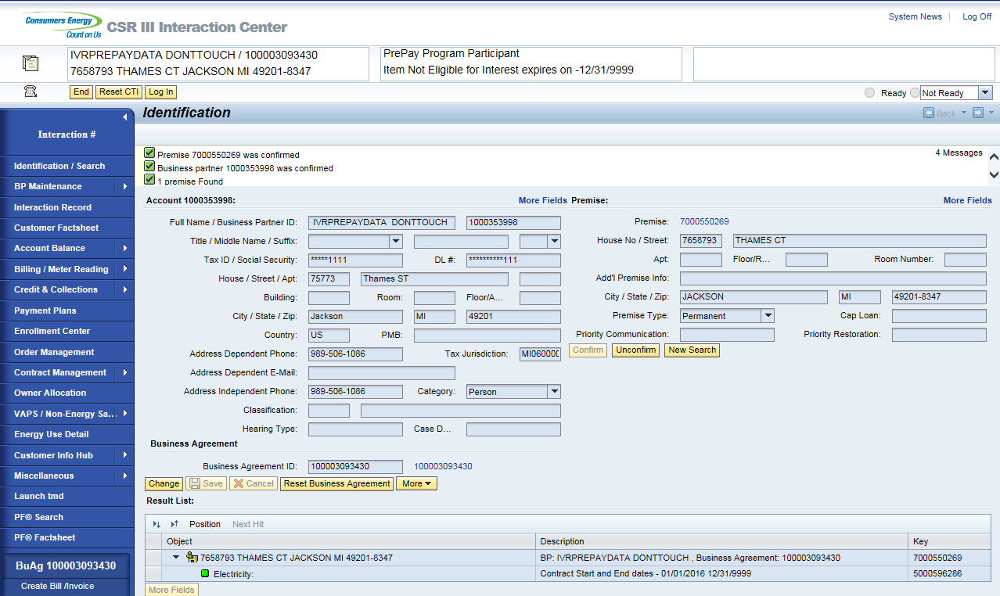 Consumers Energy
Count on Us
CSR III Interaction Center
System News
Log Off
IVRPREPAYDATA DONTTOUCH / 100003093430
7658793 THAMES CT JACKSON MI 49201-8347
PrePay Program Participant
Item Not Eligible for Interest expires on -12/31/9999
End
Reset CTI
Log In
Ready
Not Ready
Interaction #
Identification / Search
BP Maintenance
Interaction Record
Customer Factsheet
Account Balance
Billing / Meter Reading
Credit & Collections
Payment Plans
Enrollment Center
Order Management
Contract Management
Owner Allocation
VAPS / Non-Energy Sa...
Energy Use Detail
Customer Info Hub
Miscellaneous
Launch tmd
PF® Search
PF® Factsheet
BuAg 100003093430
Create Bill /Invoice
Identification
Back
Premise 7000550269 was confirmed
Business partner 1000353998 was confirmed
1 premise Found
4 Messages
Account 1000353998:
More Fields
Full Name / Business Partner ID: IVRPREPAYDATA DONTTOUCH 1000353998
Title / Middle Name / Suffix:
Tax ID / Social Security: *****1111 DL #: **********111
House / Street / Apt: 75773 Thames ST
Building: Room: Floor/A...
City / State / Zip: Jackson MI 49201
Country: US PMB:
Address Dependent Phone: 989-506-1086 Tax Jurisdiction: MI06000(
Address Dependent E-Mail:
Address Independent Phone: 989-506-1086 Category: Person
Classification:
Hearing Type: Case D...
Business Agreement
Business Agreement ID: 100003093430 100003093430
Premise:
More Fields
Premise: 7000550269
House No / Street: 7658793 THAMES CT
Apt: Floor/R... Room Number:
Add'l Premise Info:
City / State / Zip: JACKSON MI 49201-8347
Premise Type: Permanent Cap Loan:
Priority Communication: Priority Restoration:
Confirm
Unconfirm
New Search
Change
Save
Cancel
Reset Business Agreement
More
Result List:
Position
Next Hit
Object Description Key
7658793 THAMES CT JACKSON MI 49201-8347 BP: IVRPREPAYDATA DONTTOUCH , Business Agreement: 100003093430 7000550269
Electricity: Contract Start and End dates - 01/01/2016 12/31/9999 5000596286
More Fields